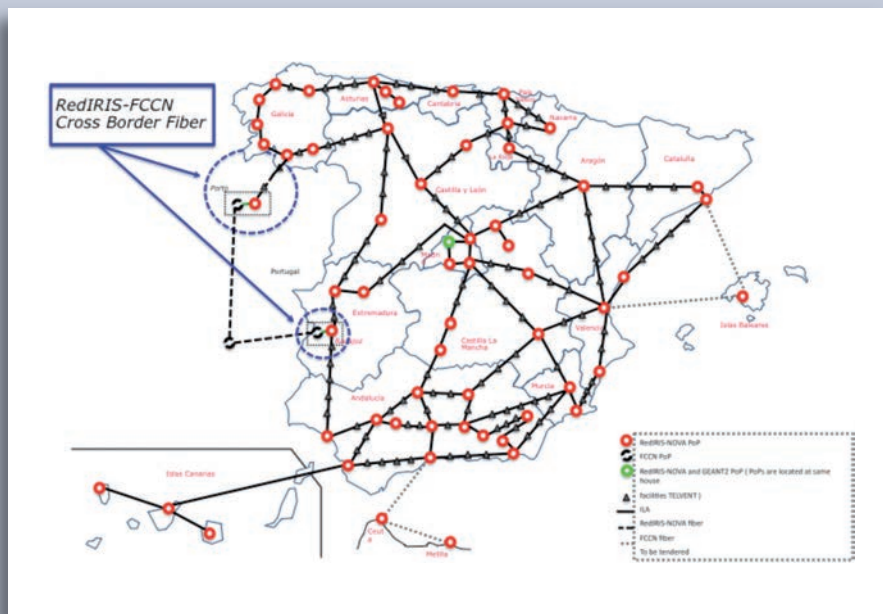 RedIRIS-FCCN
Cross Border Fiber
Galicia
Asturias
Cantabria
Navarra
La Rioja
Aragón
Cataluña
Castilla y León
Porto
Portugal
Extremadura
Castilla La
Mancha
Valencia
Islas Baleares
Andalucía
Murcia
Islas Canarias
Ceut
a
Melilla
RedIRIS-NOVA PoP
FCCN PoP
RedIRIS-NOVA and GEANT2 PoP ( PoPs are located at same
house
facilities TELVENT )
ILA
RedIRIS-NOVA fiber
FCCN fiber
To be tendered